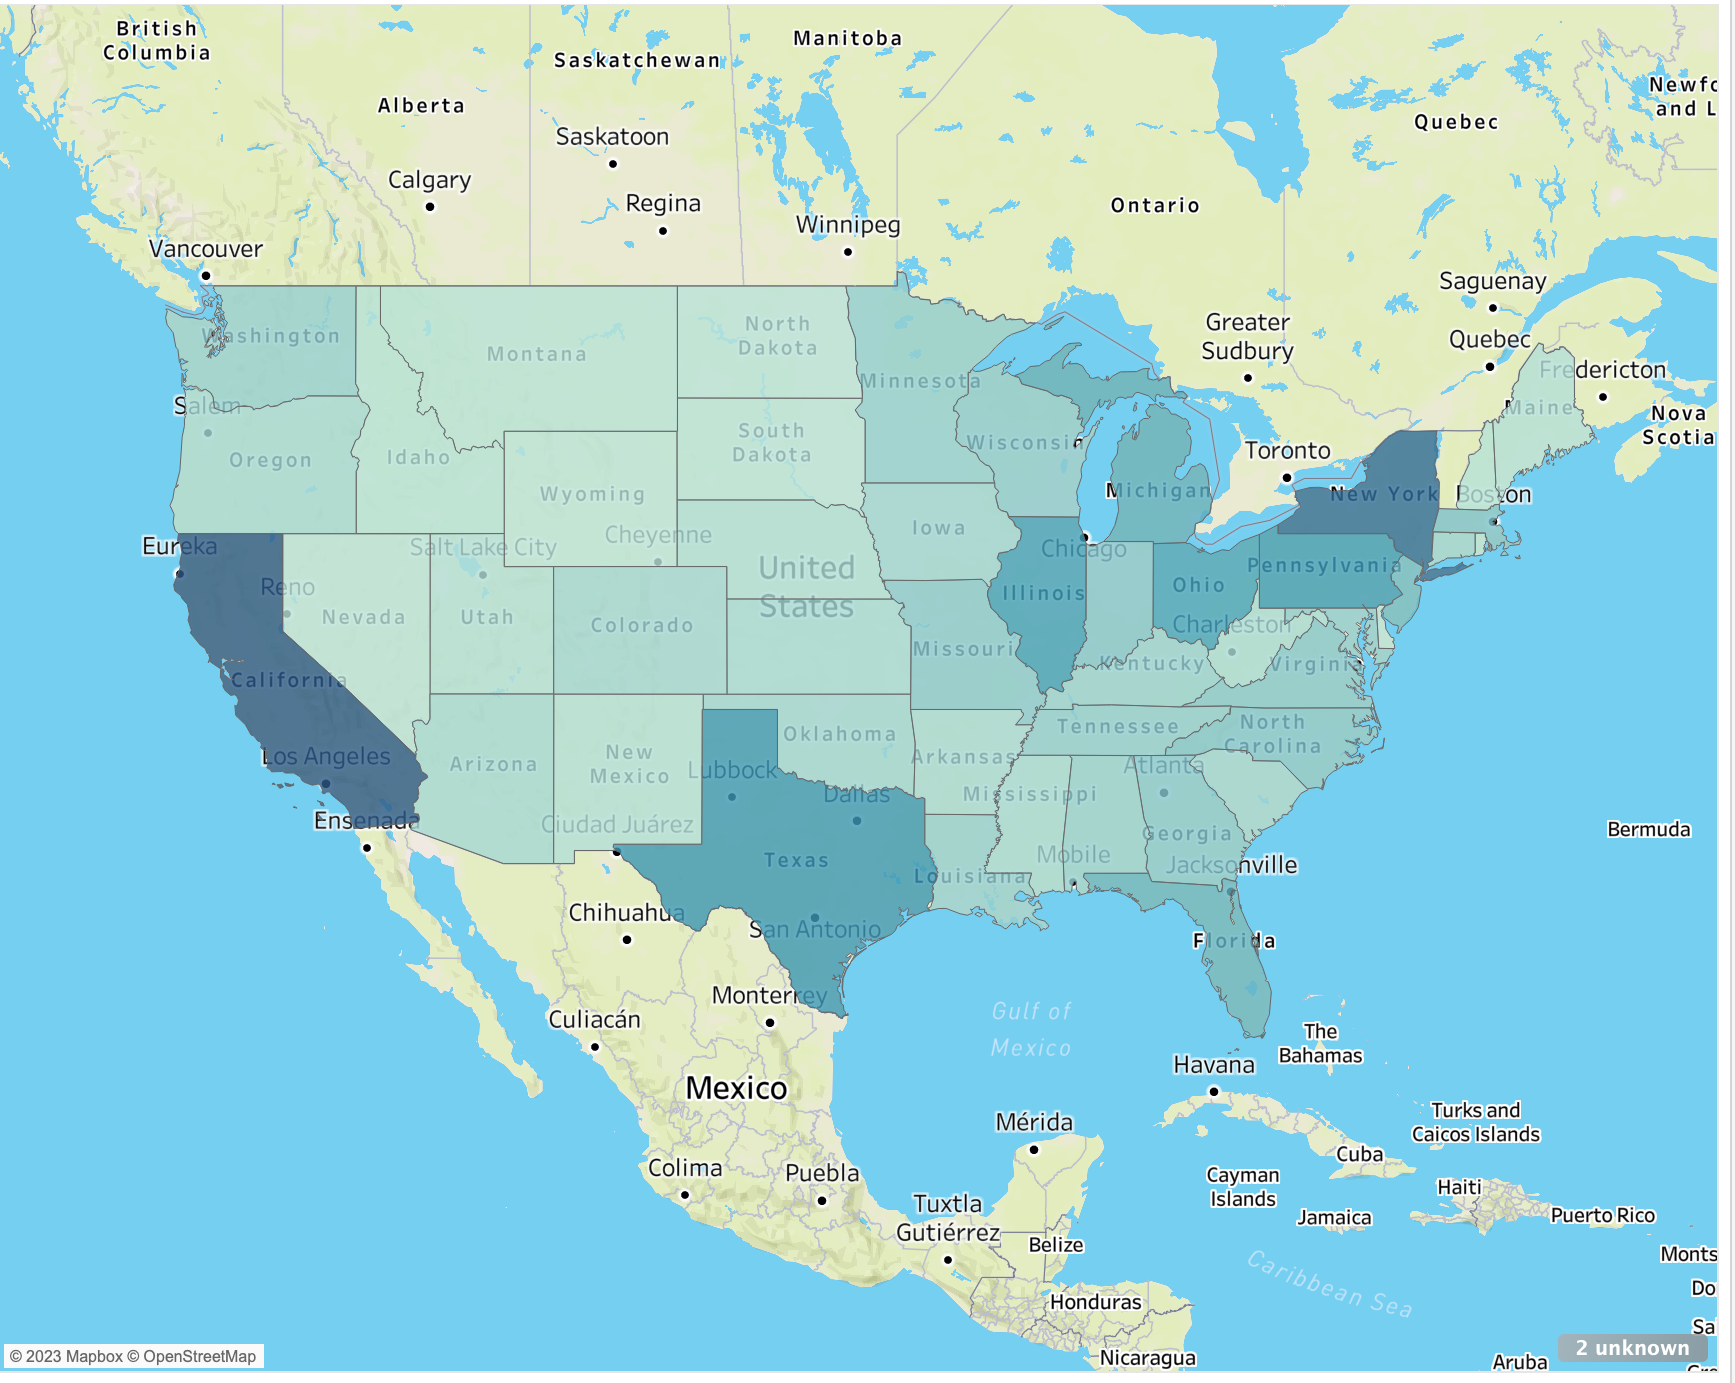 British
Columbia
Alberta
Saskatchewan
Manitoba
Ontario
Quebec
Saskatoon
Calgary
Regina
Winnipeg
Vancouver
Saguenay
Quebec
Greater
Sudbury
Fredericton
Nova
Scotia
Toronto
Washington
Montana
North
Dakota
Minnesota
Maine
Salem
Oregon
Idaho
South
Dakota
Wisconsin
Michigan
New York
Boston
Wyoming
Iowa
Eureka
Salt Lake City
Cheyenne
Chicago
United
States
Pennsylvania
Illinois
Ohio
Reno
Nevada
Utah
Colorado
Charleston
Missouri
Kentucky
Virginia
California
Tennessee
North
Carolina
Oklahoma
Los Angeles
Arizona
New
Mexico
Lubbock
Arkansas
Atlanta
Dallas
Mississippi
Ensenada
Ciudad Juárez
Georgia
Bermuda
Texas
Mobile
Jacksonville
Louisiana
Chihuahua
San Antonio
Florida
Monterrey
Gulf of
Mexico
Culiacán
The
Bahamas
Havana
Mexico
Mérida
Turks and
Caicos Islands
Cuba
Colima
Puebla
Cayman
Islands
Haiti
Tuxtla
Gutiérrez
Jamaica
Puerto Rico
Belize
Caribbean Sea
Honduras
Nicaragua
Aruba
2 unknown
© 2023 Mapbox © OpenStreetMap